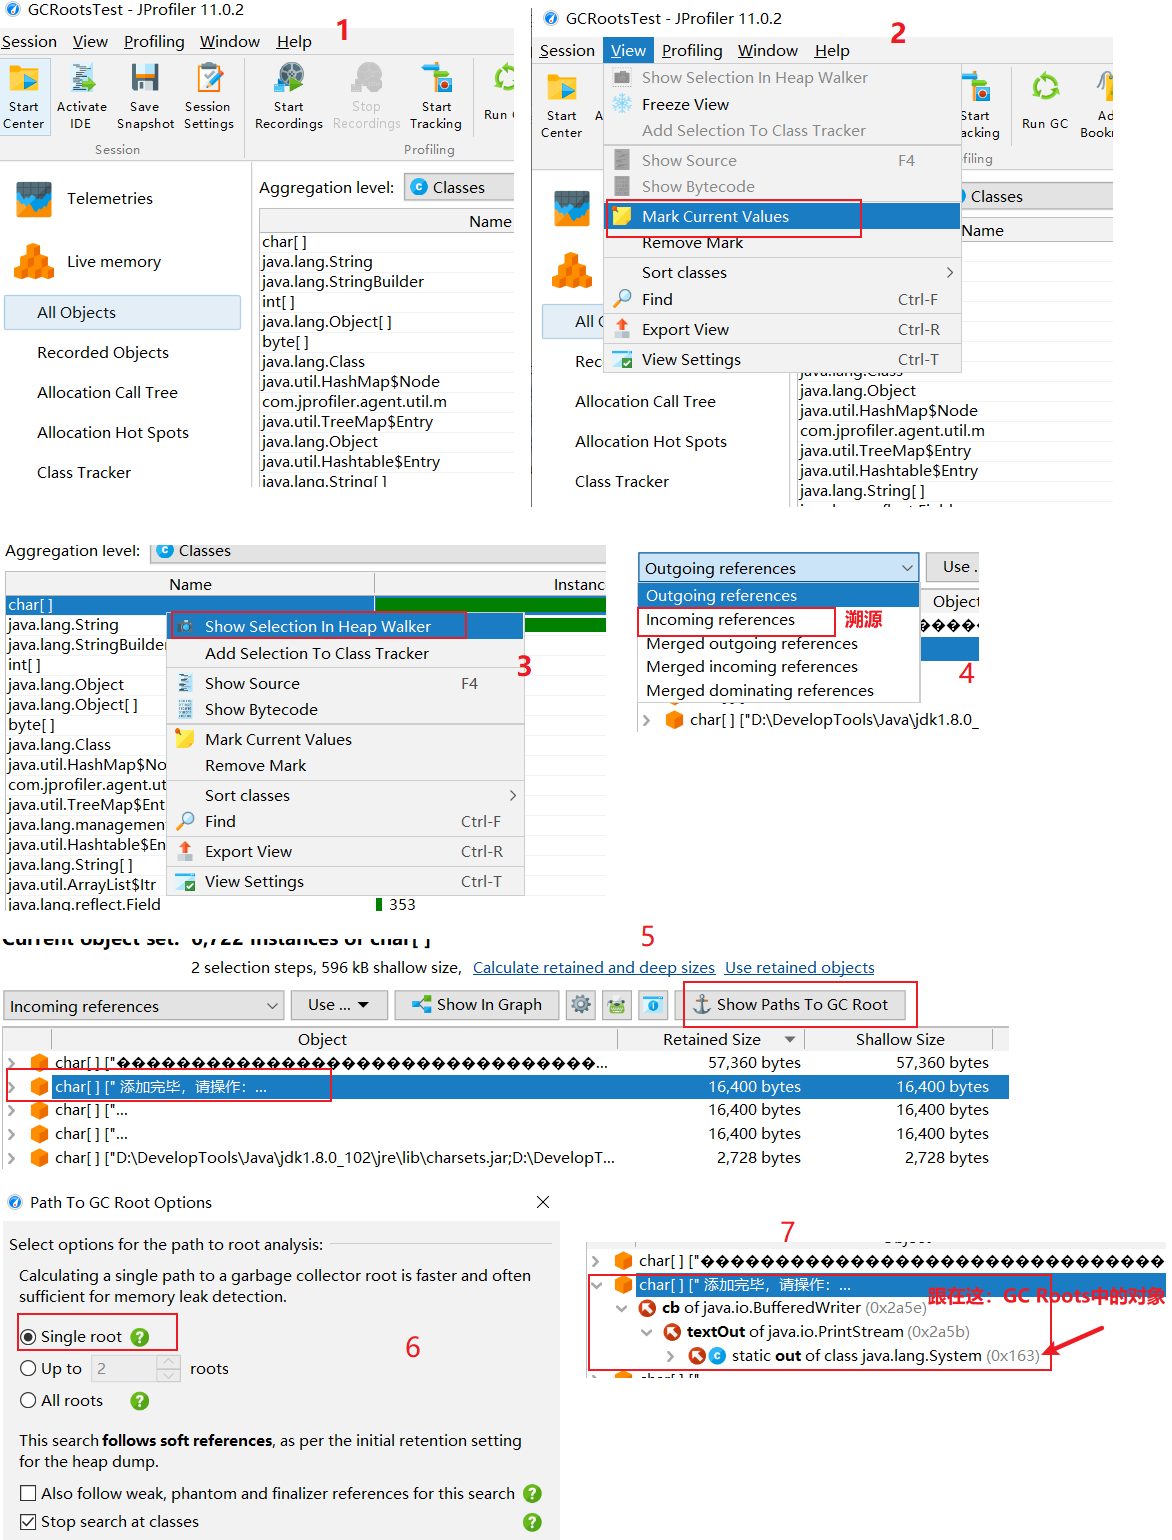 GCRootsTest - JProfiler 11.0.2
1
Session View Profiling Window Help
Start Center
Activate IDE
Save Snapshot
Session Settings
Start Recordings
Stop Recordings
Start Tracking
Run
Session
Profiling
Telemetries
Live memory
All Objects
Recorded Objects
Allocation Call Tree
Allocation Hot Spots
Class Tracker
Aggregation level: Classes
Name
char[ ]
java.lang.String
java.lang.StringBuilder
int[ ]
java.lang.Object[ ]
byte[ ]
java.lang.Class
java.util.HashMap$Node
com.jprofiler.agent.util.m
java.util.TreeMap$Entry
java.lang.Object
java.util.Hashtable$Entry
java.lang.String[ ]
GCRootsTest - JProfiler 11.0.2
2
Session View Profiling Window Help
Start Center
A
Start
acking
Run GC
Ad
Bookr
filing
Show Selection In Heap Walker
Freeze View
Add Selection To Class Tracker
Show Source F4
Show Bytecode
Mark Current Values
Remove Mark
Sort classes
Find Ctrl-F
Export View Ctrl-R
View Settings Ctrl-T
All
Rec
Allocation Call Tree
Allocation Hot Spots
Class Tracker
Classes
Name
java.lang.Class
java.lang.Object
java.util.HashMap$Node
com.jprofiler.agent.util.m
java.util.TreeMap$Entry
java.util.Hashtable$Entry
java.lang.String[ ]
Aggregation level: Classes
Name Instanc
char[ ]
java.lang.String
java.lang.StringBuilde
int[ ]
java.lang.Object
java.lang.Object[ ]
byte[ ]
java.lang.Class
java.util.HashMap$No
com.jprofiler.agent.ut
java.util.TreeMap$Ent
java.lang.managemen
java.util.Hashtable$En
java.lang.String[ ]
java.util.ArrayList$Itr
java.lang.reflect.Field 353
Show Selection In Heap Walker
Add Selection To Class Tracker
3
Show Source F4
Show Bytecode
Mark Current Values
Remove Mark
Sort classes
Find Ctrl-F
Export View Ctrl-R
View Settings Ctrl-T
Outgoing references Use .
Outgoing references Object
Incoming references 溯源
Merged outgoing references
Merged incoming references 4
Merged dominating references
char[ ] ["D:\DevelopTools\Java\jdk1.8.0_
Current object set: 6,722 instances of char[ ]
5
2 selection steps, 596 kB shallow size, Calculate retained and deep sizes Use retained objects
Incoming references Use ... Show In Graph Show Paths To GC Root
Object Retained Size Shallow Size
char[ ] ["����������������������������������������... 57,360 bytes 57,360 bytes
char[ ] [" 添加完毕，请操作：... 16,400 bytes 16,400 bytes
char[ ] ["... 16,400 bytes 16,400 bytes
char[ ] ["... 16,400 bytes 16,400 bytes
char[ ] ["D:\DevelopTools\Java\jdk1.8.0_102\jre\lib\charsets.jar;D:\DevelopT... 2,728 bytes 2,728 bytes
Path To GC Root Options
Select options for the path to root analysis:
Calculating a single path to a garbage collector root is faster and often
sufficient for memory leak detection.
Single root
6
Up to 2 roots
All roots
This search follows soft references, as per the initial retention setting
for the heap dump.
Also follow weak, phantom and finalizer references for this search
Stop search at classes
7
char[ ] ["���������������������������������������
char[ ] [" 添加完毕，请操作：...
跟在这：GC Roots中的对象
cb of java.io.BufferedWriter (0x2a5e)
textOut of java.io.PrintStream (0x2a5b)
static out of class java.lang.System (0x163)